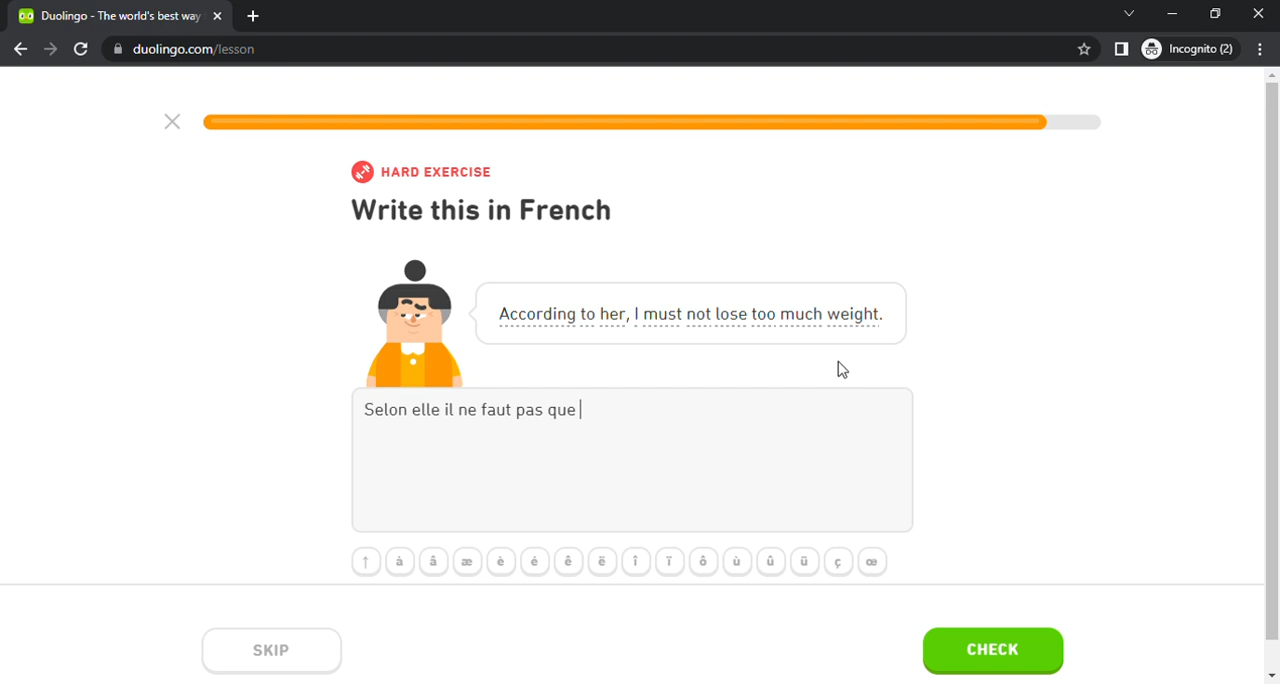 Duolingo - The world's best way
duolingo.com/lesson
Incognito (2)
HARD EXERCISE
Write this in French
According to her, I must not lose too much weight.
Selon elle il ne faut pas que
↑ à â æ è é ê ë î ï ô ù û ü ç œ
SKIP
CHECK